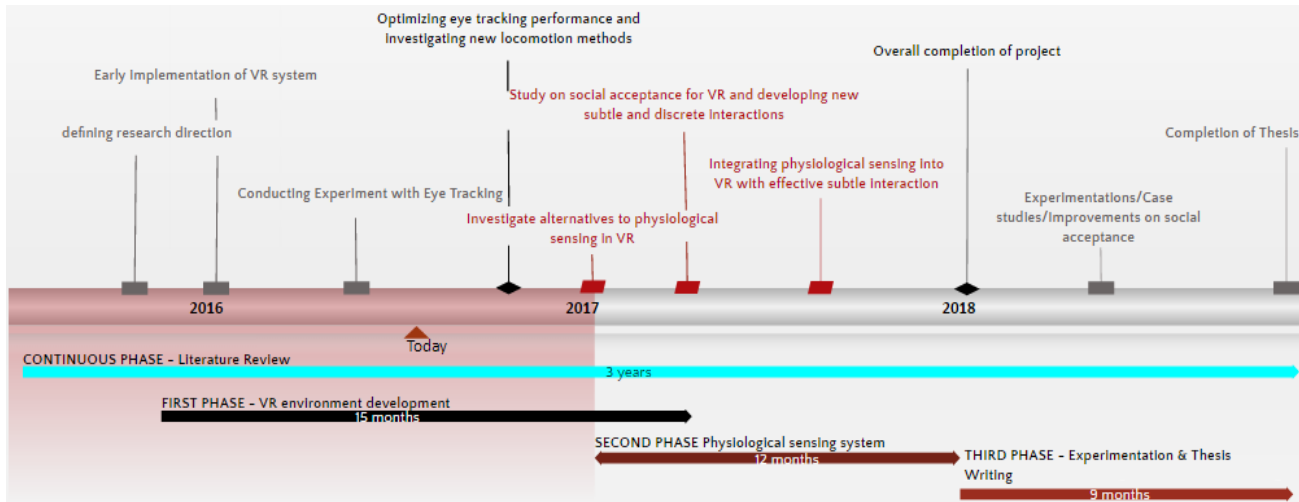 Optimizing eye tracking performance and
investigating new locomotion methods
Overall completion of project
Early Implementation of VR system
Study on social acceptance for VR and developing new
subtle and discrete interactions
defining research direction
Completion of Thesis
Integrating physiological sensing into
VR with effective subtle interaction
Conducting Experiment with Eye Tracking
Experimentations/Case
studies/improvements on social
acceptance
Investigate alternatives to physiological
sensing in VR
2016
2017
2018
Today
CONTINUOUS PHASE - Literature Review
3 years
FIRST PHASE - VR environment development
15 months
SECOND PHASE Physiological sensing system
12 months
THIRD PHASE - Experimentation & Thesis
Writing
9 months